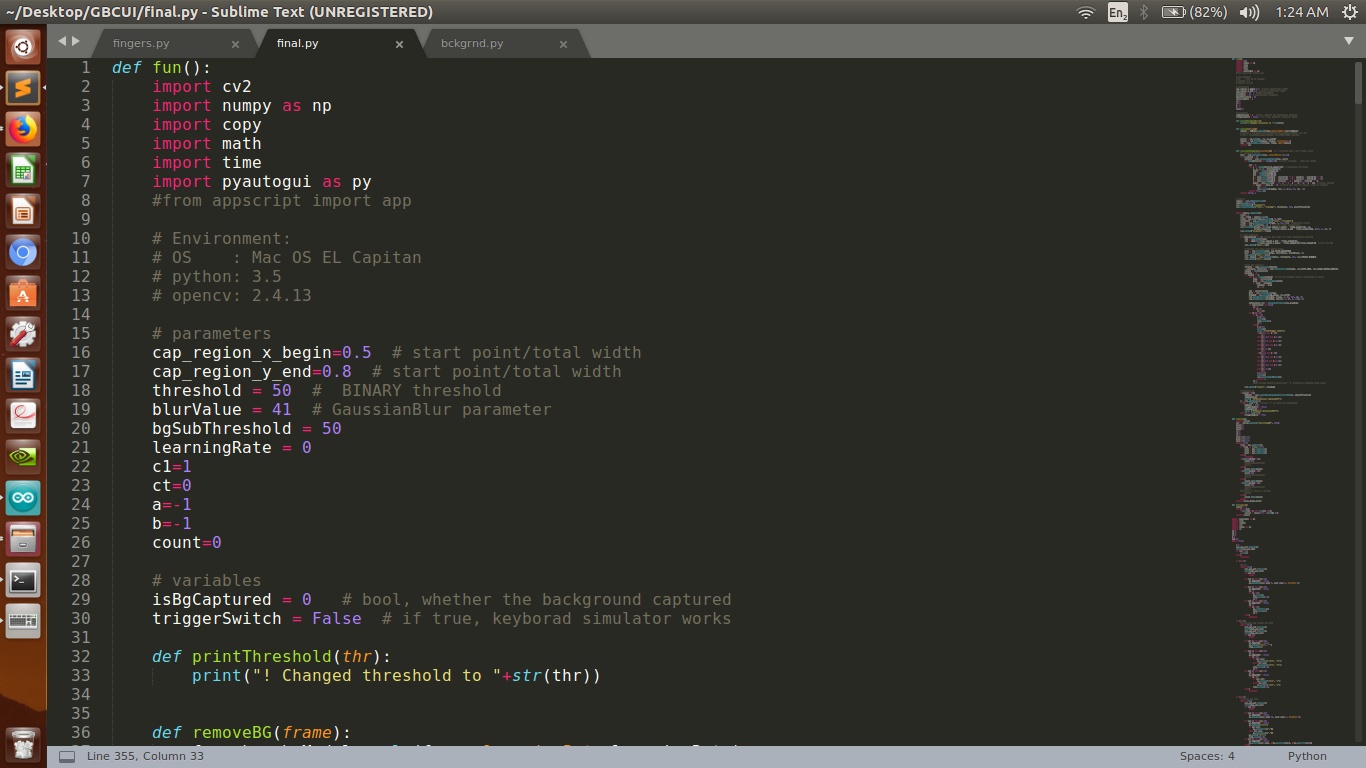 ~/Desktop/GBCUI/final.py - Sublime Text (UNREGISTERED)
En2
(82%)
1:24 AM
fingers.py ×
final.py ×
bckgrnd.py ×
1 def fun():
2     import cv2
3     import numpy as np
4     import copy
5     import math
6     import time
7     import pyautogui as py
8     #from appscript import app
9
10     # Environment:
11     # OS    : Mac OS EL Capitan
12     # python: 3.5
13     # opencv: 2.4.13
14
15     # parameters
16     cap_region_x_begin=0.5  # start point/total width
17     cap_region_y_end=0.8  # start point/total width
18     threshold = 50  #  BINARY threshold
19     blurValue = 41  # GaussianBlur parameter
20     bgSubThreshold = 50
21     learningRate = 0
22     c1=1
23     ct=0
24     a=-1
25     b=-1
26     count=0
27
28     # variables
29     isBgCaptured = 0   # bool, whether the background captured
30     triggerSwitch = False  # if true, keyborad simulator works
31
32     def printThreshold(thr):
33         print("! Changed threshold to "+str(thr))
34
35
36     def removeBG(frame):
Line 355, Column 33
Spaces: 4
Python